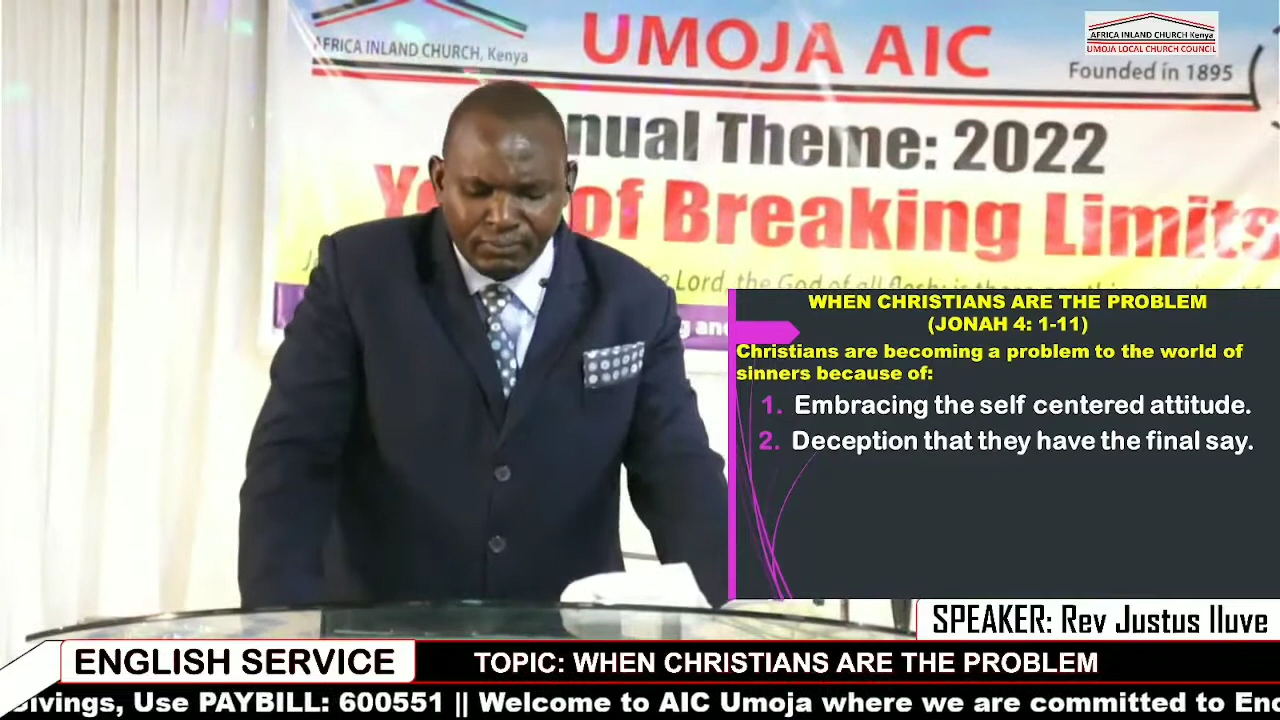 AFRICA INLAND CHURCH, Kenya
UMOJA AIC
AFRICA INLAND CHURCH Kenya
UMOJA LOCAL CHURCH COUNCIL
Founded in 1895
nual Theme: 2022
of Breaking Limits
Lord, the God of all flesh: is
WHEN CHRISTIANS ARE THE PROBLEM
(JONAH 4: 1-11)
Christians are becoming a problem to the world of
sinners because of:
1. Embracing the self centered attitude.
2. Deception that they have the final say.
SPEAKER: Rev Justus Iluve
ENGLISH SERVICE
TOPIC: WHEN CHRISTIANS ARE THE PROBLEM
ivings, Use PAYBILL: 600551 || Welcome to AIC Umoja where we are committed to En